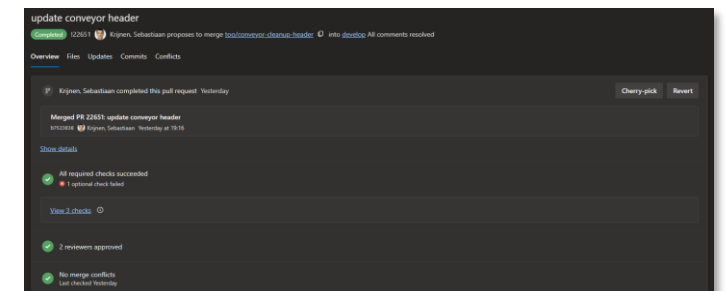 update conveyor header
Completed !22651 Krijnen, Sebastiaan proposes to merge too/conveyor-cleanup-header into develop All comments resolved
Overview Files Updates Commits Conflicts
Krijnen, Sebastiaan completed this pull request Yesterday Cherry-pick Revert
Merged PR 22651: update conveyor header
Krijnen, Sebastiaan Yesterday at 19:16
Show details
All required checks succeeded
1 optional check failed
View 3 checks
2 reviewers approved
No merge conflicts
Last checked Yesterday